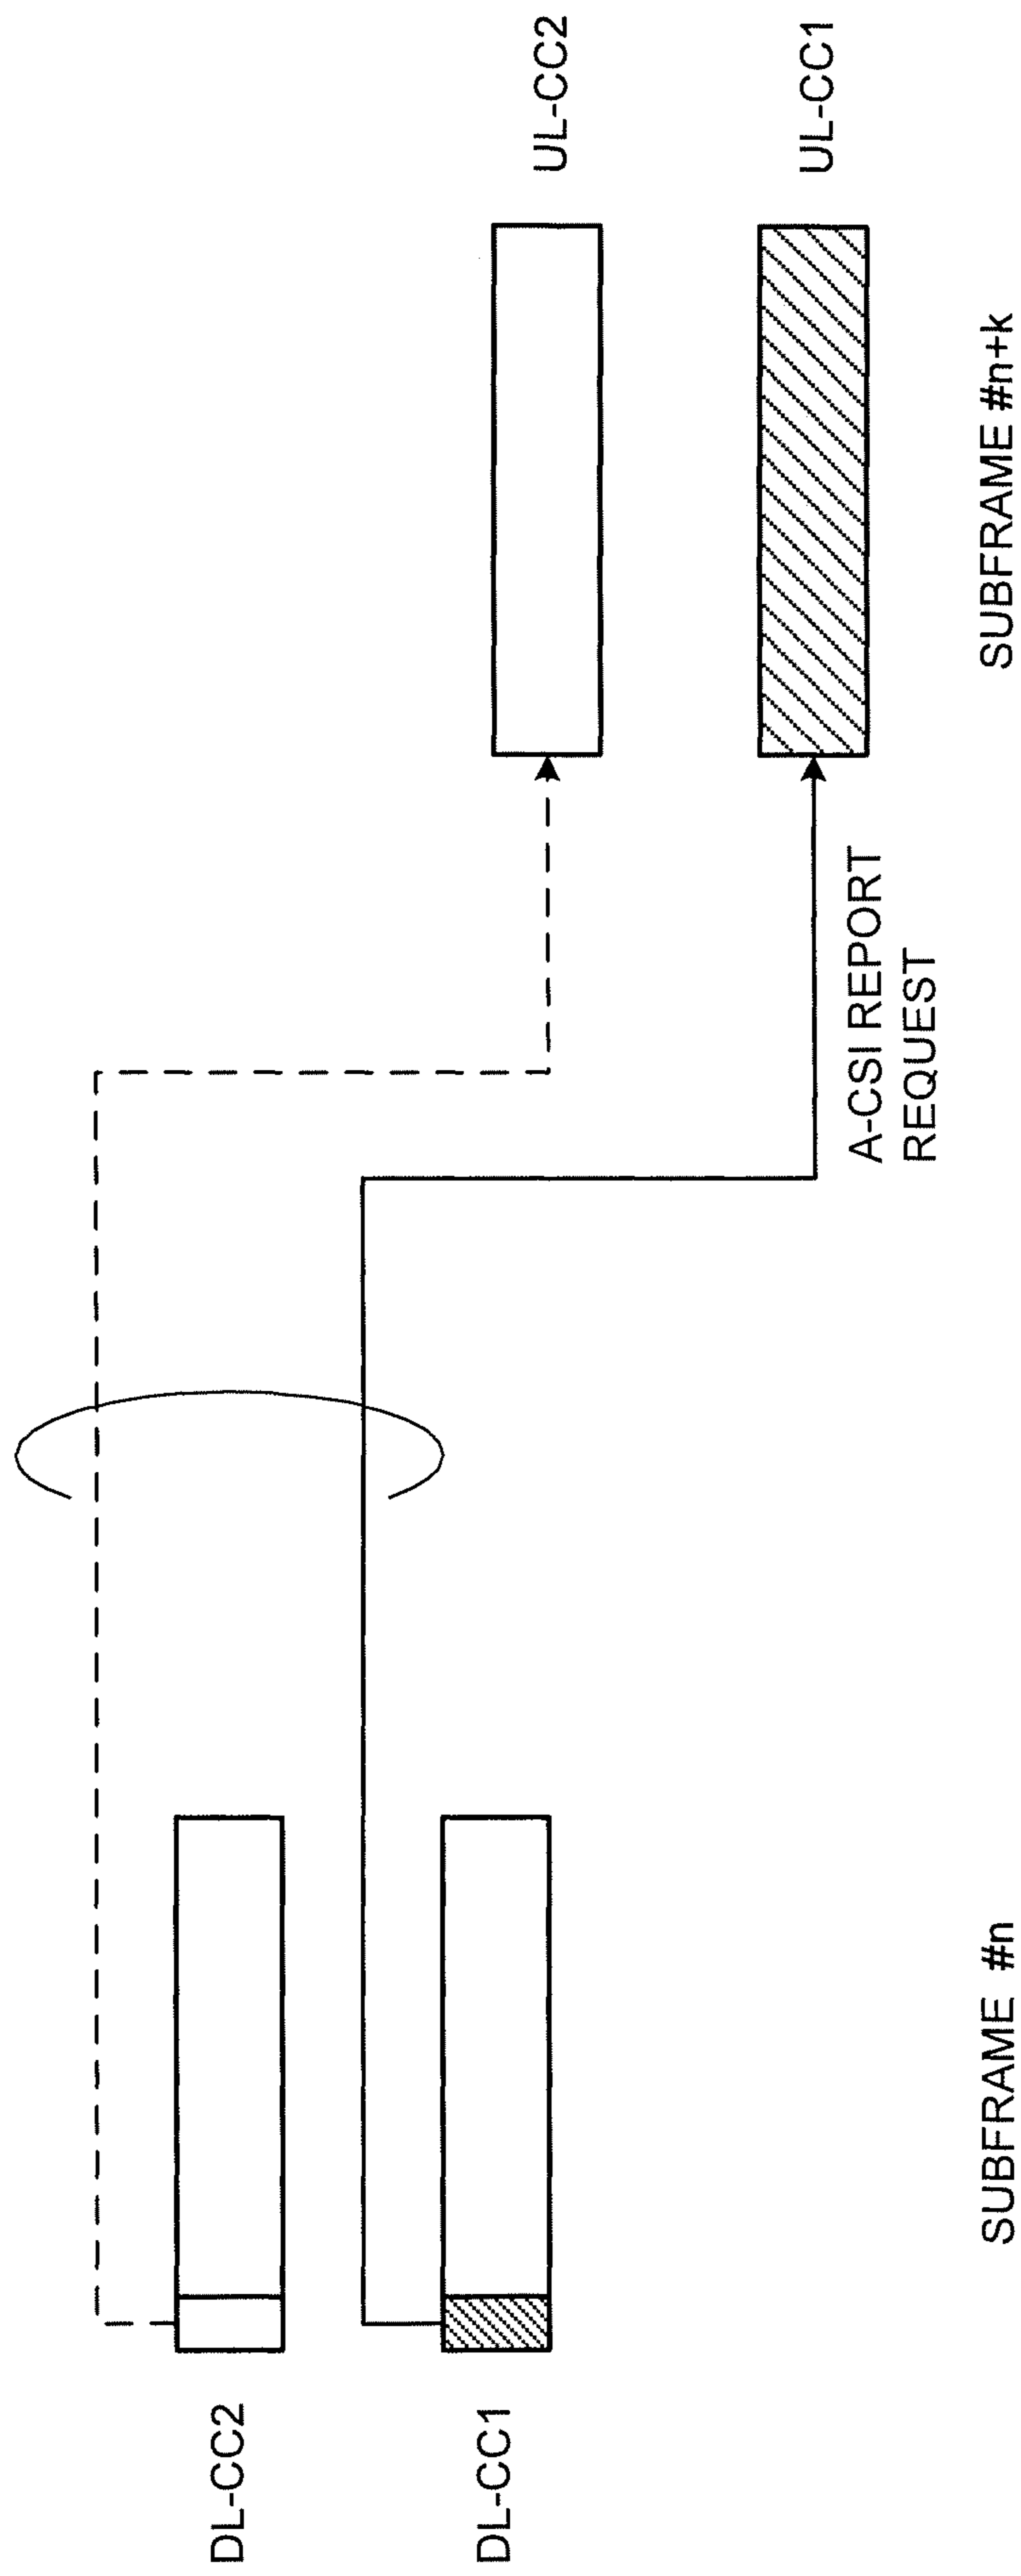 DL-CC2
UL-CC2
DL-CC1
UL-CC1
A-CSI REPORT
REQUEST
SUBFRAME #n
SUBFRAME #n+k